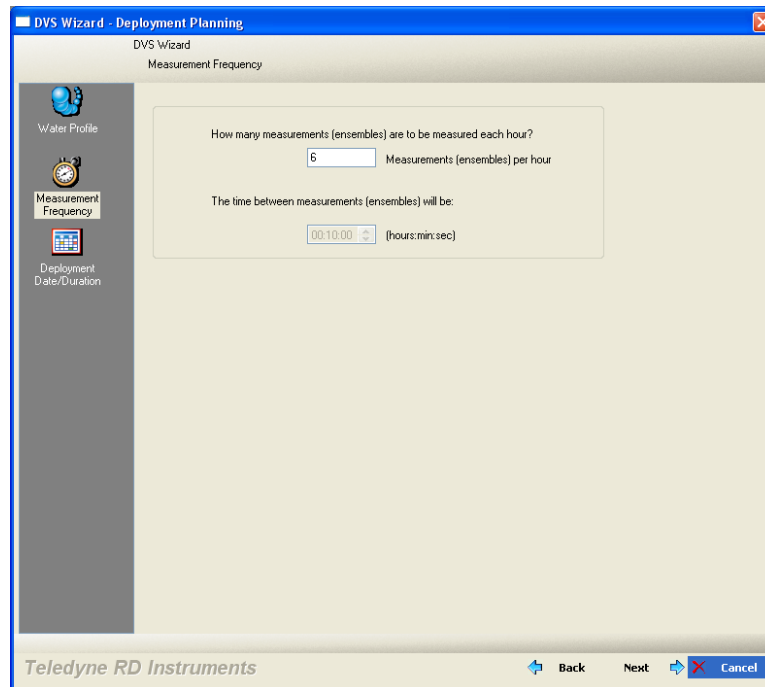 DVS Wizard - Deployment Planning
DVS Wizard
Measurement Frequency
Water Profile
Measurement
Frequency
Deployment
Date/Duration
How many measurements (ensembles) are to be measured each hour?
6 Measurements (ensembles) per hour
The time between measurements (ensembles) will be:
00:10:00 (hours:min:sec)
Teledyne RD Instruments
Back Next Cancel